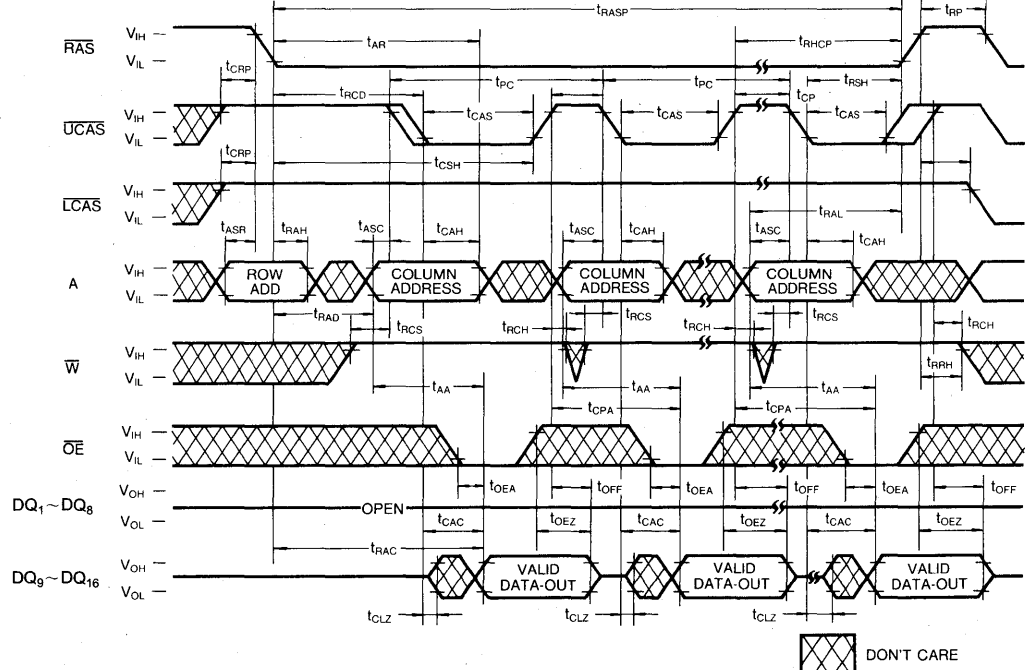 tRASP tRP
RAS VIH tAR tRHCP
VIL
tCRP tPC tPC tRSH
tRCD tCP
UCAS VIH tCAS tCAS tCAS
VIL
tCRP tCSH
LCAS VIH
VIL tRAL
tASR tRAH tASC tCAH tASC tCAH tASC tCAH
A VIH ROW ADD COLUMN ADDRESS COLUMN ADDRESS COLUMN ADDRESS
VIL
tRAD tRCS tRCH tRCS tRCH tRCS tRCH
W VIH
VIL tRRH
tAA tAA tAA
tCPA tCPA
OE VIH
VIL
tOEA tOFF tOEA tOFF tOEA tOFF
DQ1~DQ8 VOH OPEN
VOL tCAC tOEZ tCAC tOEZ tCAC tOEZ
tRAC
DQ9~DQ16 VOH VALID DATA-OUT VALID DATA-OUT VALID DATA-OUT
VOL
tCLZ tCLZ tCLZ
DON'T CARE